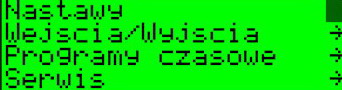 Nastawy
Wejscia/Wyjscia →
Programy czasowe →
Serwis →